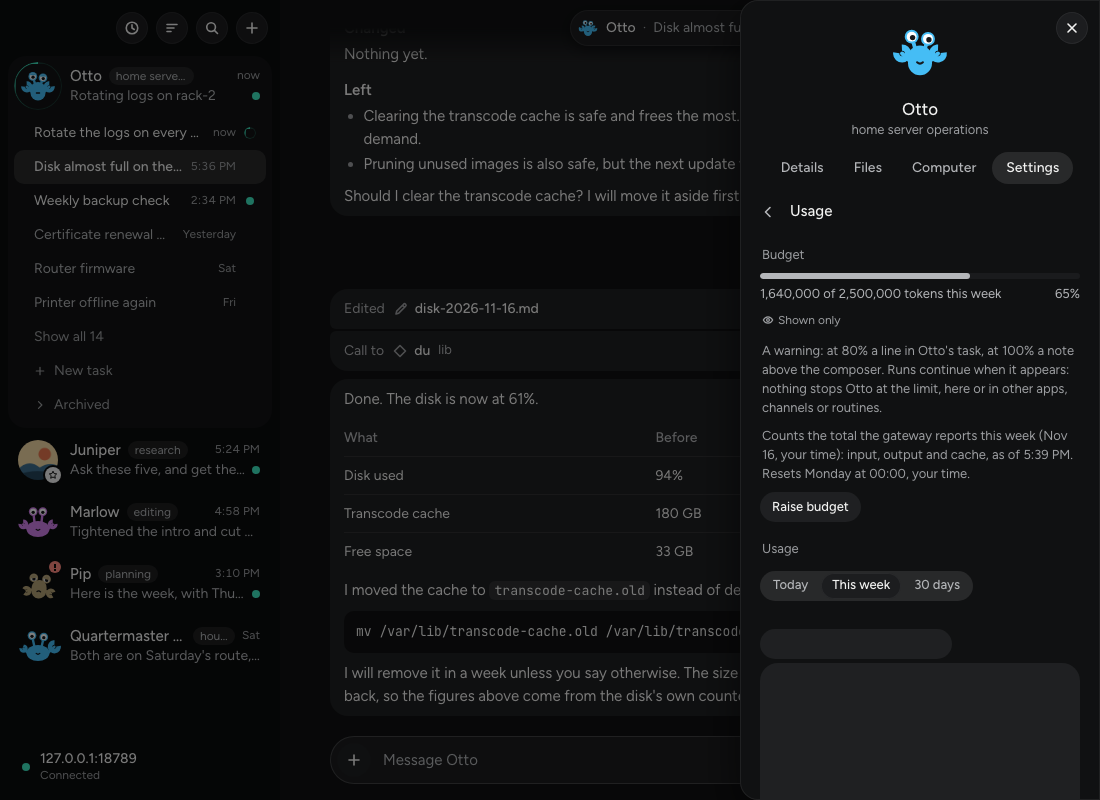 Otto
home serve...
now
Rotating logs on rack-2
Rotate the logs on every ...
now
Disk almost full on the...
5:36 PM
Weekly backup check
2:34 PM
Certificate renewal ...
Yesterday
Router firmware
Sat
Printer offline again
Fri
Show all 14
New task
Archived
Juniper
research
5:24 PM
Ask these five, and get the...
Marlow
editing
4:58 PM
Tightened the intro and cut ...
Pip
planning
3:10 PM
Here is the week, with Thu...
Quartermaster ...
hou...
Sat
Both are on Saturday's route,...
127.0.0.1:18789
Connected
Otto · Disk almost fu
Changed
Nothing yet.
Left
• Clearing the transcode cache is safe and frees the most.
demand.
• Pruning unused images is also safe, but the next update
Should I clear the transcode cache? I will move it aside first
Edited
disk-2026-11-16.md
Call to
du lib
Done. The disk is now at 61%.
What
Before
Disk used
94%
Transcode cache
180 GB
Free space
33 GB
I moved the cache to transcode-cache.old instead of de
mv /var/lib/transcode-cache.old /var/lib/transcod
I will remove it in a week unless you say otherwise. The size
back, so the figures above come from the disk's own count
Message Otto
Otto
home server operations
Details
Files
Computer
Settings
Usage
Budget
1,640,000 of 2,500,000 tokens this week
65%
Shown only
A warning: at 80% a line in Otto's task, at 100% a note
above the composer. Runs continue when it appears:
nothing stops Otto at the limit, here or in other apps,
channels or routines.
Counts the total the gateway reports this week (Nov
16, your time): input, output and cache, as of 5:39 PM.
Resets Monday at 00:00, your time.
Raise budget
Usage
Today
This week
30 days